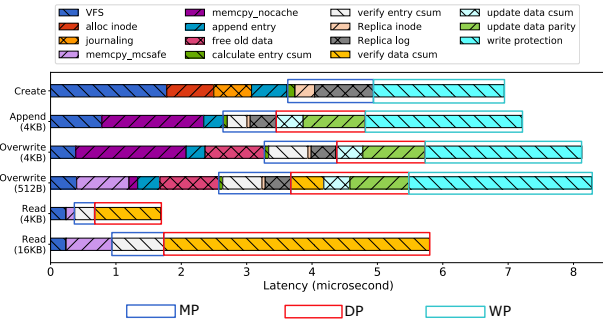 VFS
alloc inode
journaling
memcpy_mcsafe
memcpy_nocache
append entry
free old data
calculate entry csum
verify entry csum
Replica inode
Replica log
verify data csum
update data csum
update data parity
write protection
Create
Append
(4KB)
Overwrite
(4KB)
Overwrite
(512B)
Read
(4KB)
Read
(16KB)
0 1 2 3 4 5 6 7 8
Latency (microsecond)
MP DP WP